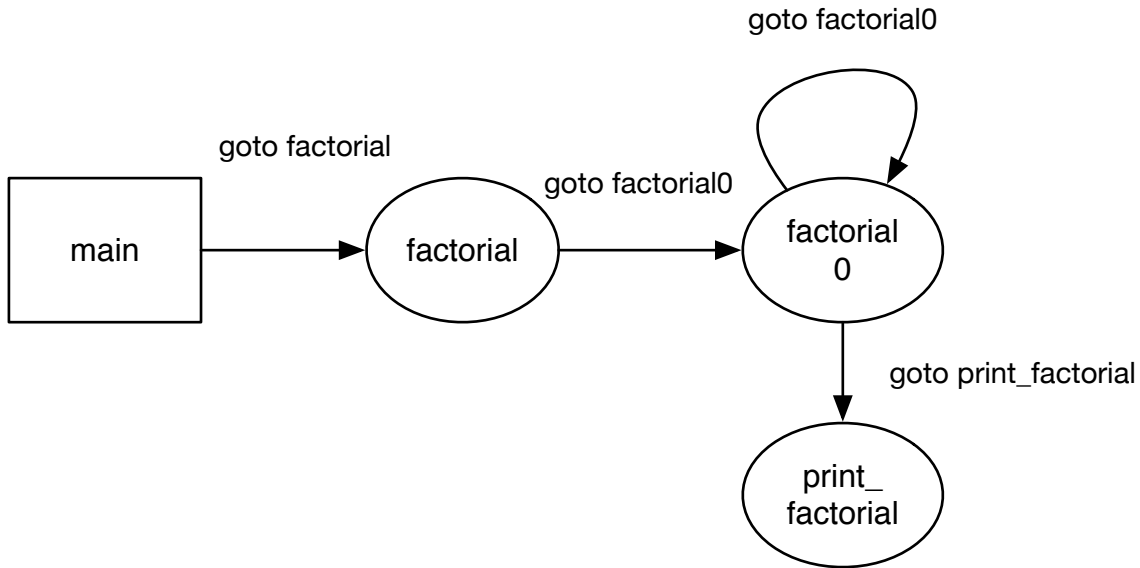 goto factorial0
goto factorial
goto factorial0
main
factorial
factorial
0
goto print_factorial
print_
factorial